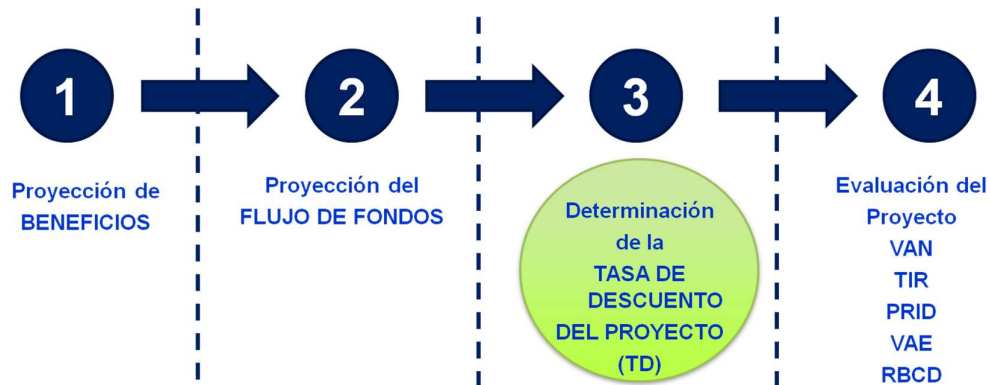 1
Proyección de
BENEFICIOS
2
Proyección del
FLUJO DE FONDOS
3
Determinación
de la
TASA DE
DESCUENTO
DEL PROYECTO
(TD)
4
Evaluación del
Proyecto
VAN
TIR
PRID
VAE
RBCD